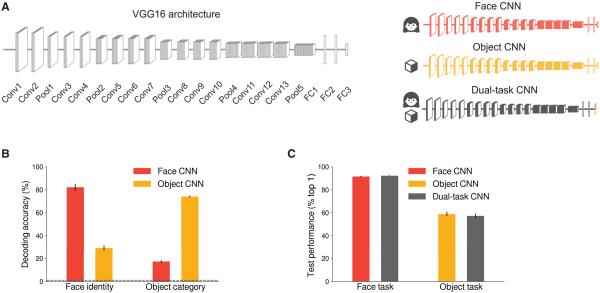 A
VGG16 architecture
Conv1 Conv2 Pool1 Conv3 Conv4 Pool2 Conv5 Conv6 Conv7 Pool3 Conv8 Conv9 Conv10 Pool4 Conv11 Conv12 Conv13 Pool5 FC1 FC2 FC3
Face CNN
Object CNN
Dual-task CNN
B
Decoding accuracy (%)
100
80
60
40
20
0
Face CNN
Object CNN
Face identity Object category
C
Test performance (% top 1)
100
80
60
40
20
0
Face CNN
Object CNN
Dual-task CNN
Face task Object task